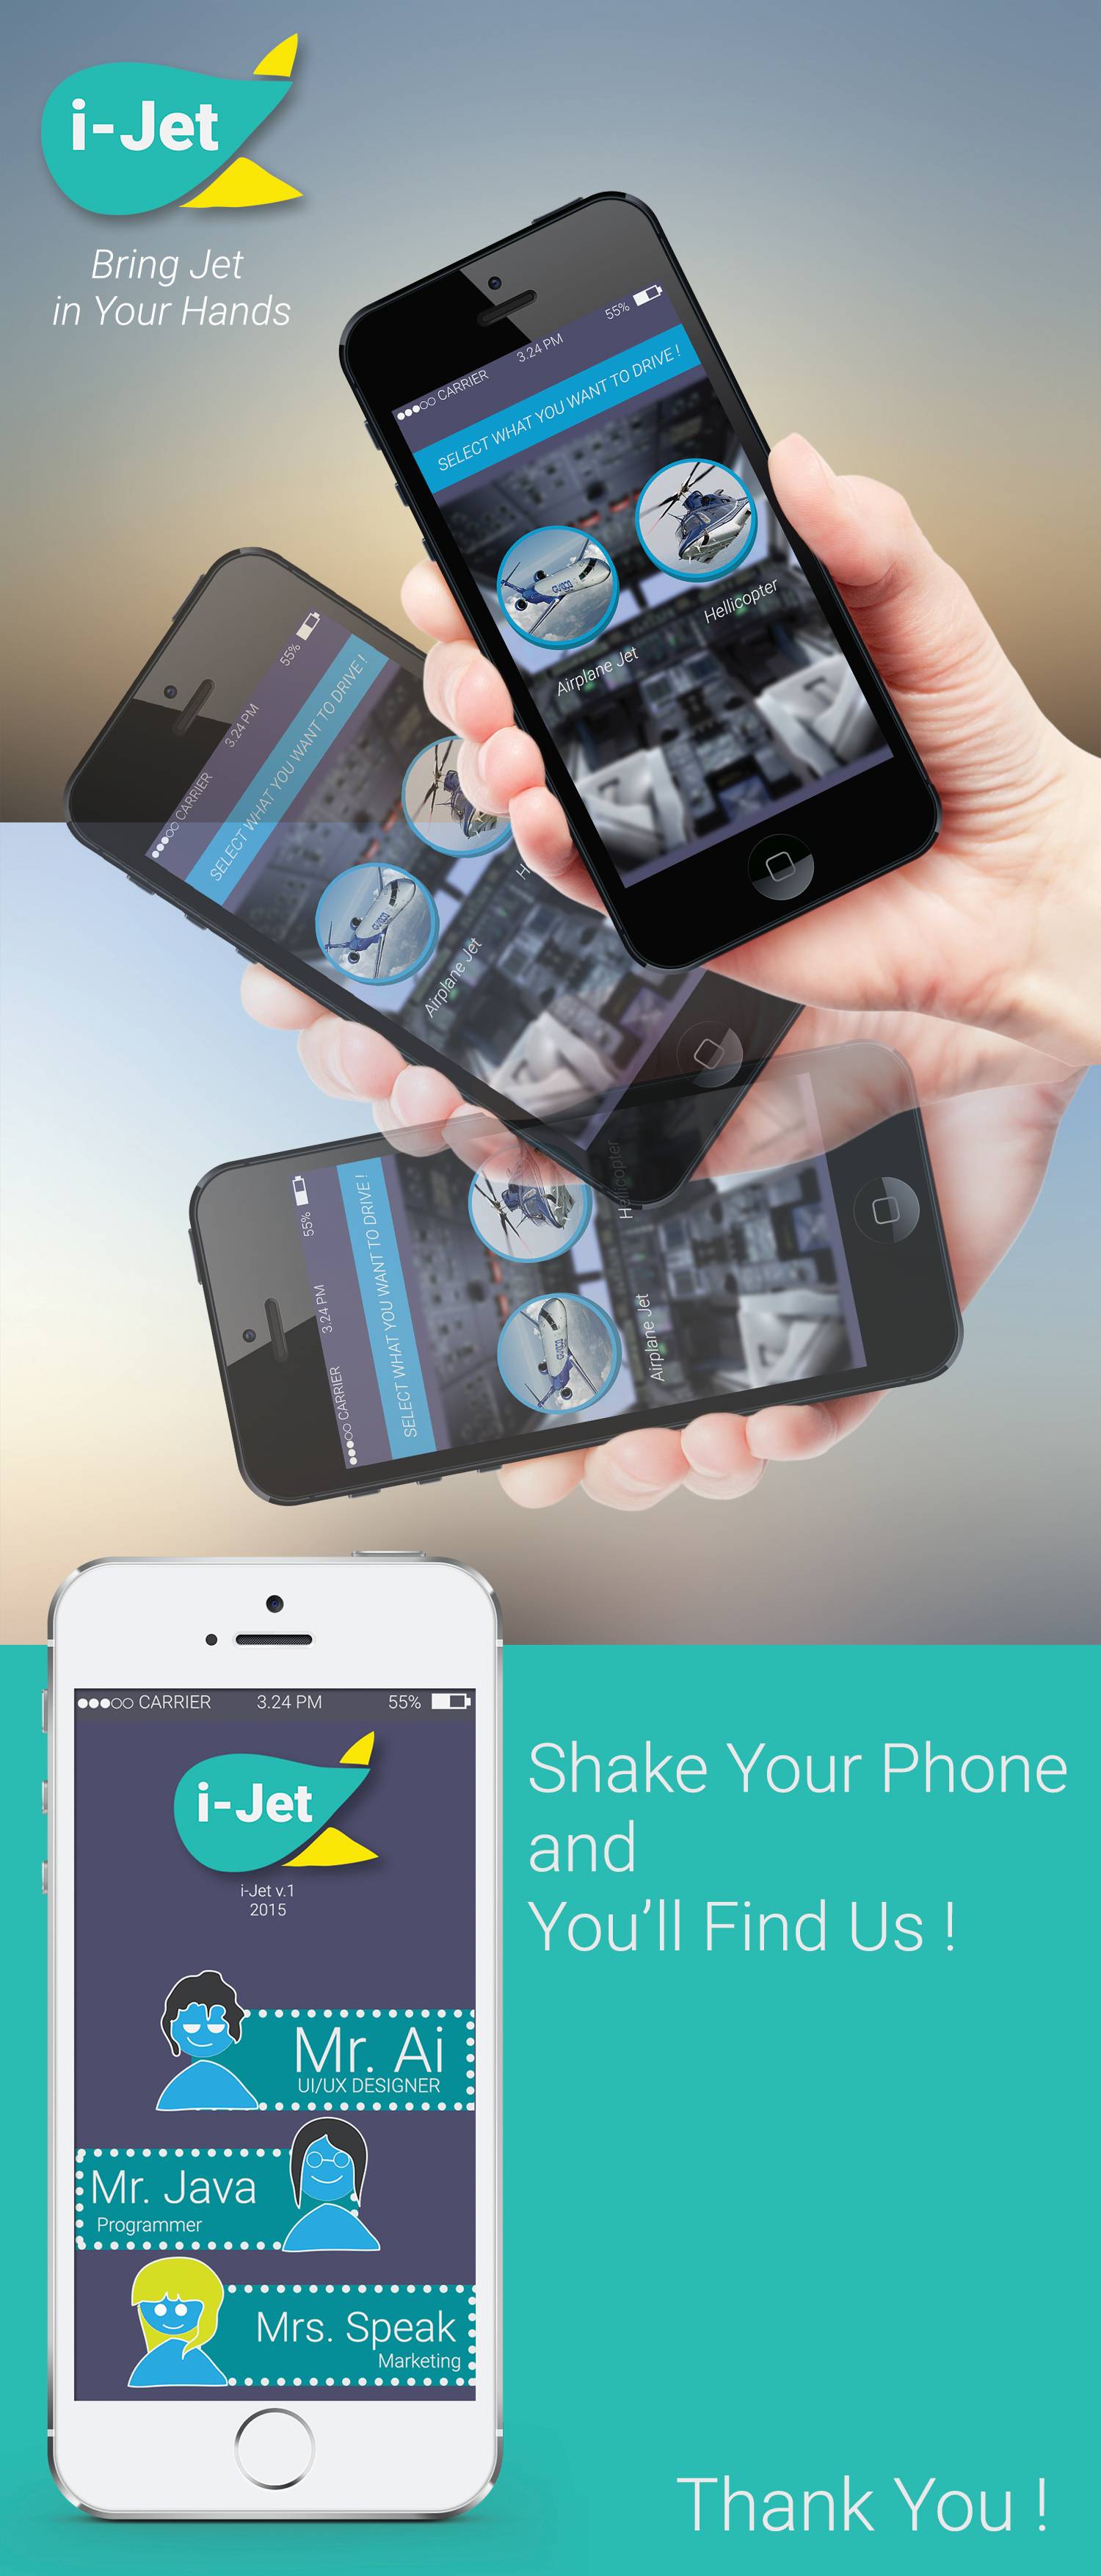 i-Jet
Bring Jet
in Your Hands
●●●○○ CARRIER 3.24 PM 55%
SELECT WHAT YOU WANT TO DRIVE !
Airplane Jet
Hellicopter
●●●○○ CARRIER 3.24 PM 55%
SELECT WHAT YOU WANT TO DRIVE !
Airplane Jet
H
●●●○○ CARRIER 3.24 PM 55%
SELECT WHAT YOU WANT TO DRIVE !
Airplane Jet
Hellicopter
●●●○○ CARRIER 3.24 PM 55%
i-Jet
i-Jet v.1
2015
Mr. Ai
UI/UX DESIGNER
Mr. Java
Programmer
Mrs. Speak
Marketing
Shake Your Phone
and
You’ll Find Us !
Thank You !